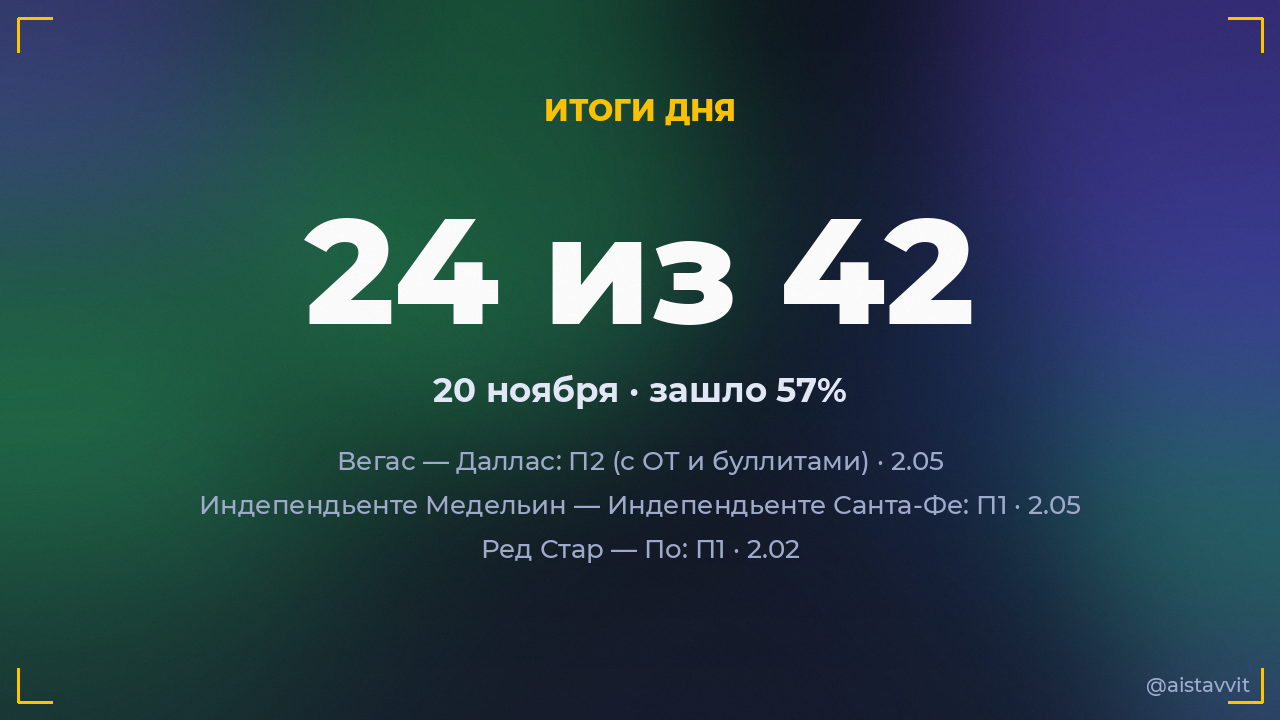 ИТОГИ ДНЯ
24 из 42
20 ноября · зашло 57%
Вегас — Даллас: П2 (с ОТ и буллитами) · 2.05
Индепендьенте Медельин — Индепендьенте Санта-Фе: П1 · 2.05
Ред Стар — По: П1 · 2.02
@aistavvit